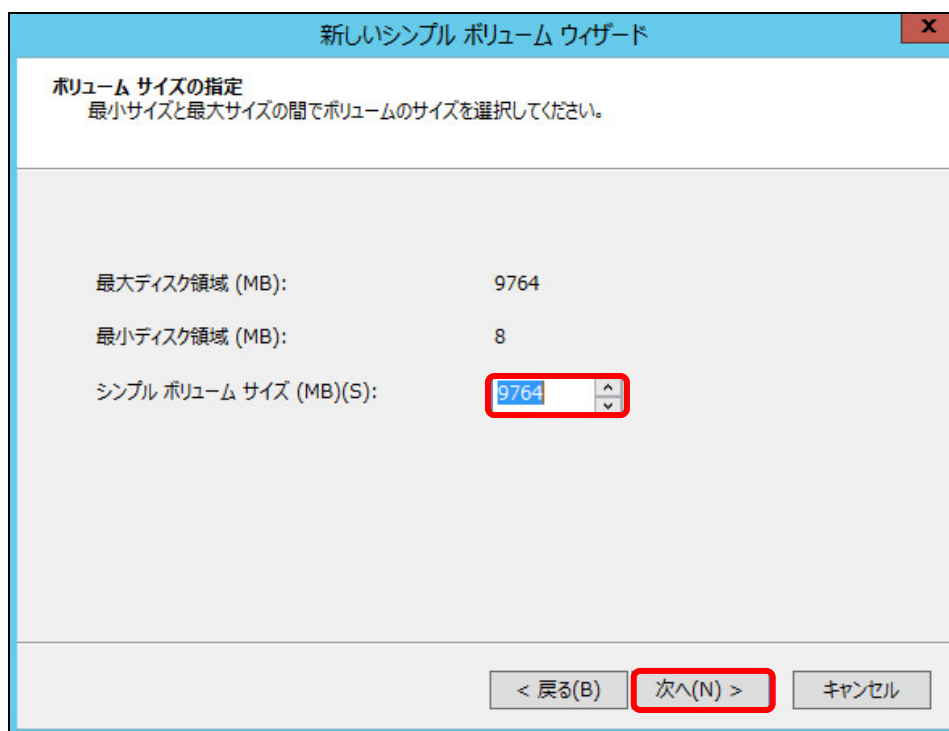 新しいシンプル ボリューム ウィザード
x
ボリューム サイズの指定
最小サイズと最大サイズの間でボリュームのサイズを選択してください。
最大ディスク領域 (MB): 9764
最小ディスク領域 (MB): 8
シンプル ボリューム サイズ (MB)(S): 9764
< 戻る(B) 次へ(N) > キャンセル